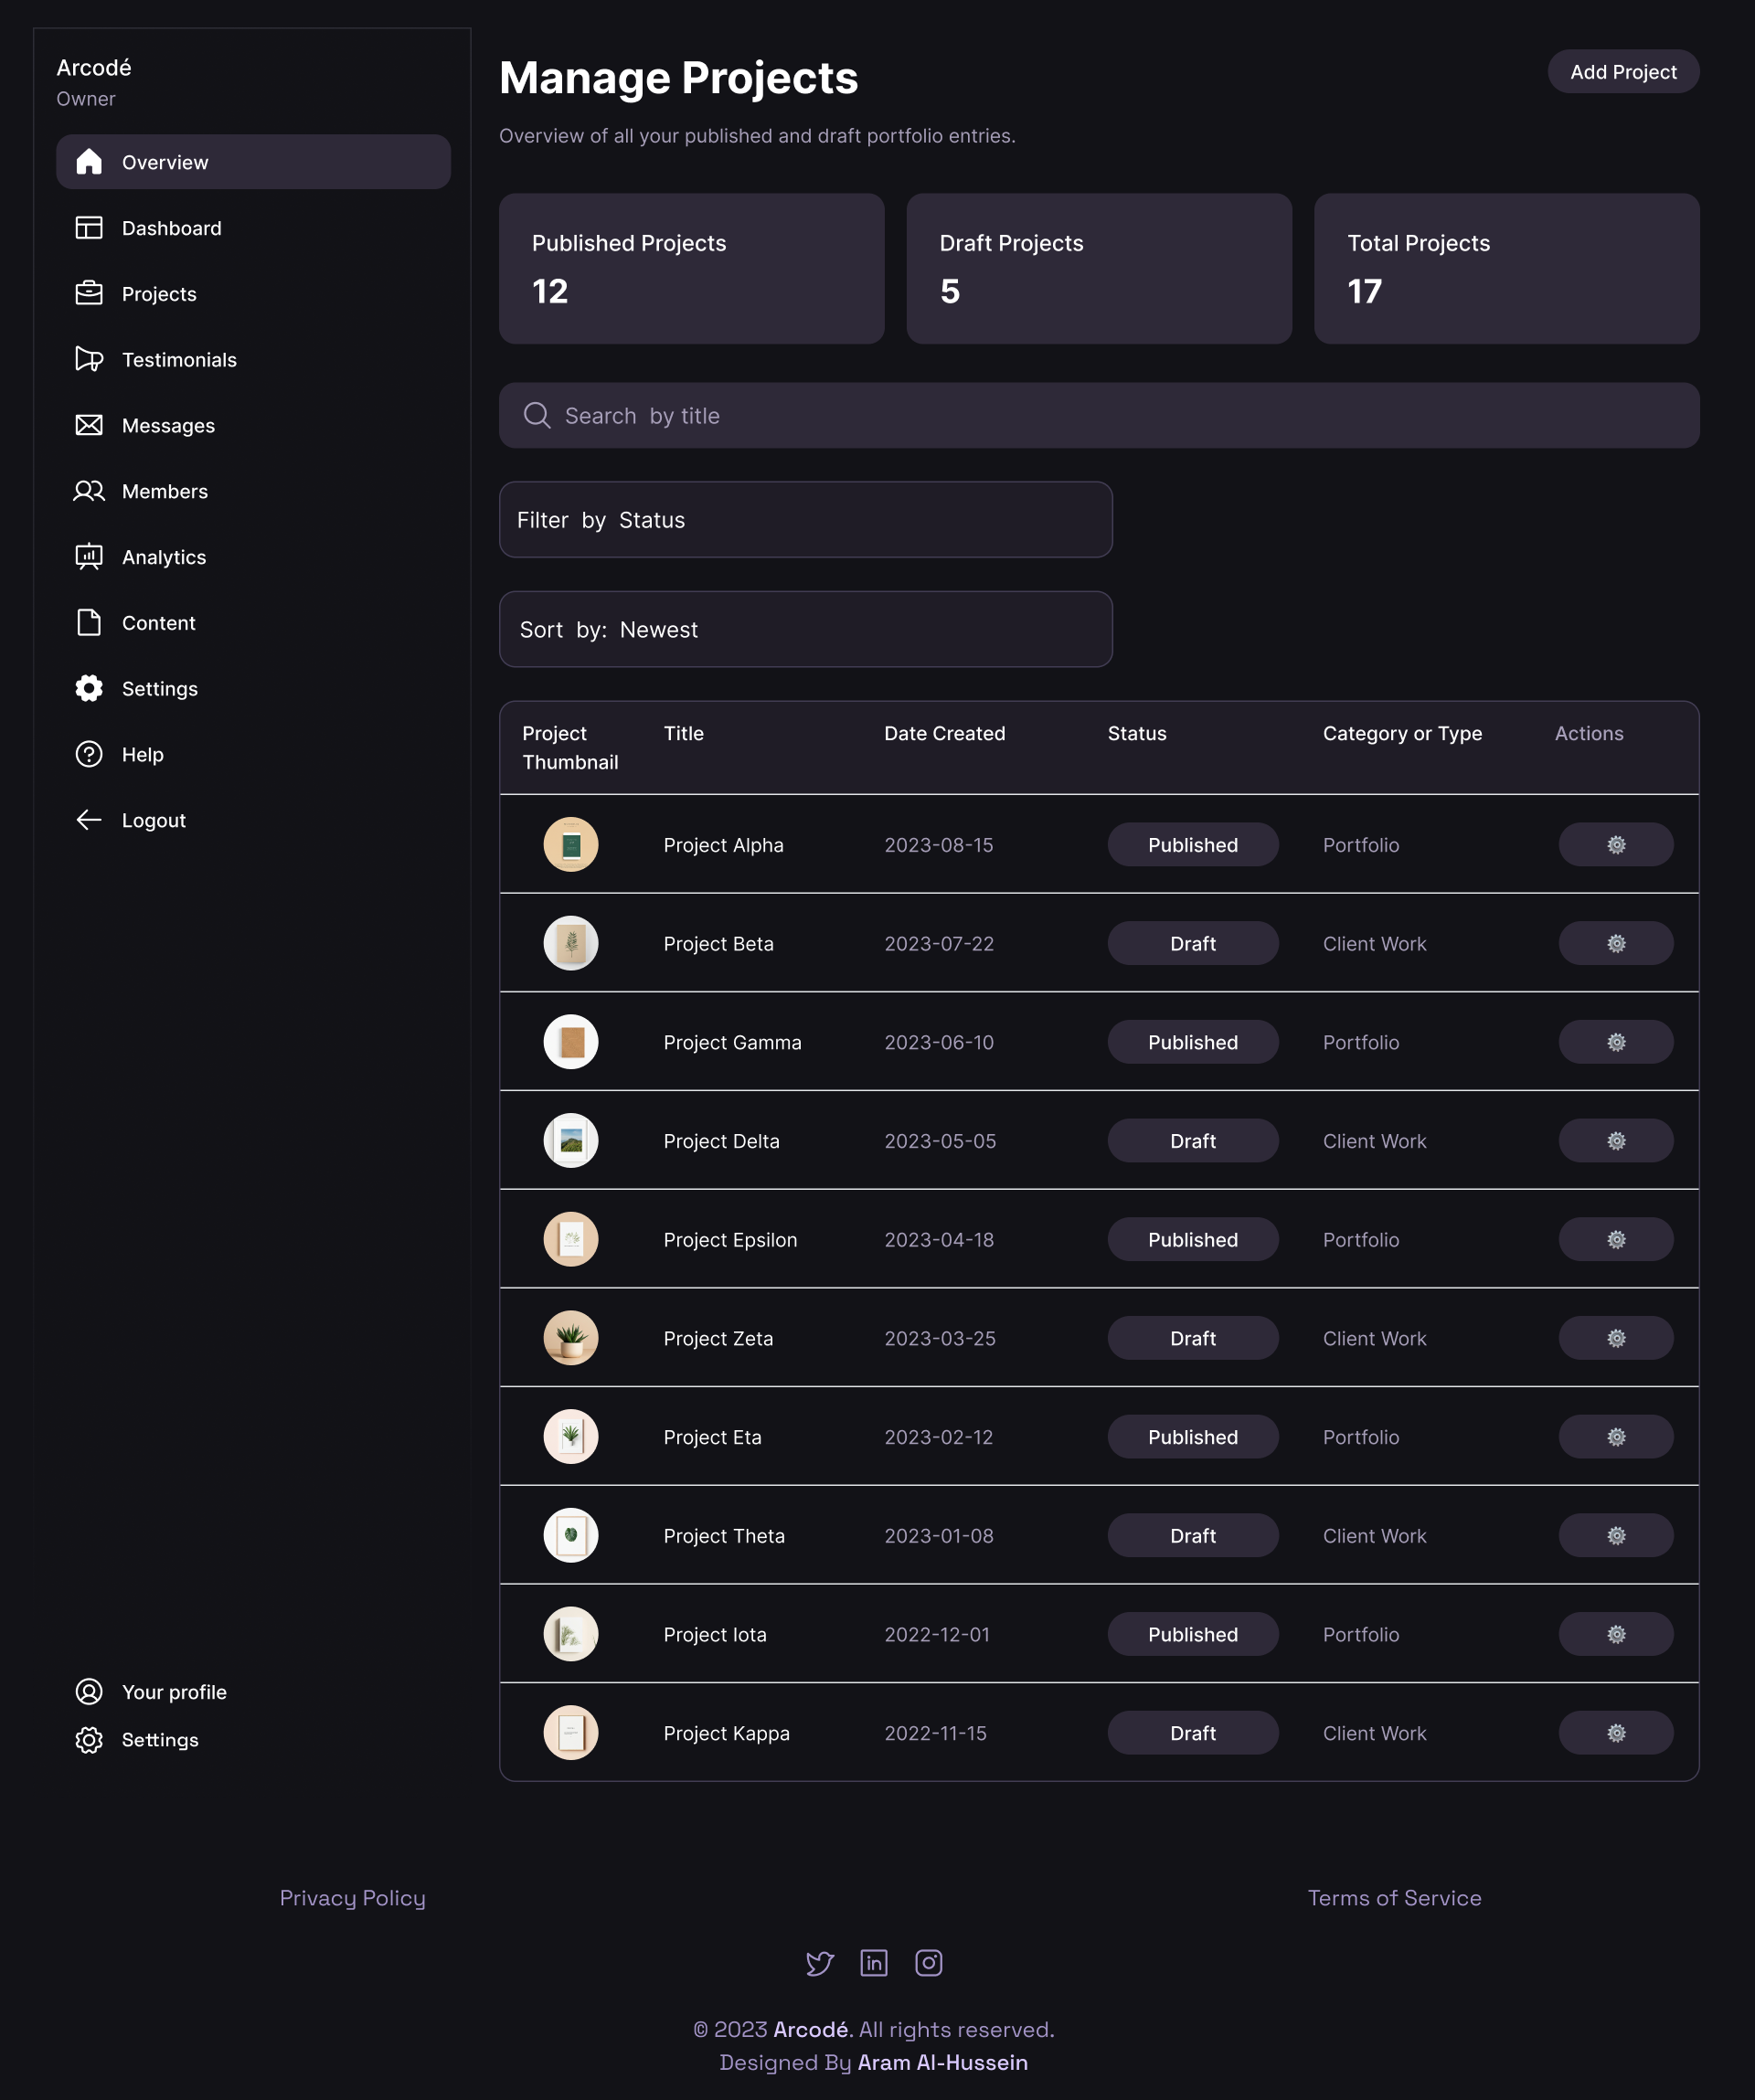 Arcodé
Owner
Overview
Dashboard
Projects
Testimonials
Messages
Members
Analytics
Content
Settings
Help
Logout
Your profile
Settings
Manage Projects
Add Project
Overview of all your published and draft portfolio entries.
Published Projects
12
Draft Projects
5
Total Projects
17
Search by title
Filter by Status
Sort by: Newest
Project Thumbnail Title Date Created Status Category or Type Actions
Project Alpha 2023-08-15 Published Portfolio
Project Beta 2023-07-22 Draft Client Work
Project Gamma 2023-06-10 Published Portfolio
Project Delta 2023-05-05 Draft Client Work
Project Epsilon 2023-04-18 Published Portfolio
Project Zeta 2023-03-25 Draft Client Work
Project Eta 2023-02-12 Published Portfolio
Project Theta 2023-01-08 Draft Client Work
Project Iota 2022-12-01 Published Portfolio
Project Kappa 2022-11-15 Draft Client Work
Privacy Policy
Terms of Service
© 2023 Arcodé. All rights reserved.
Designed By Aram Al-Hussein